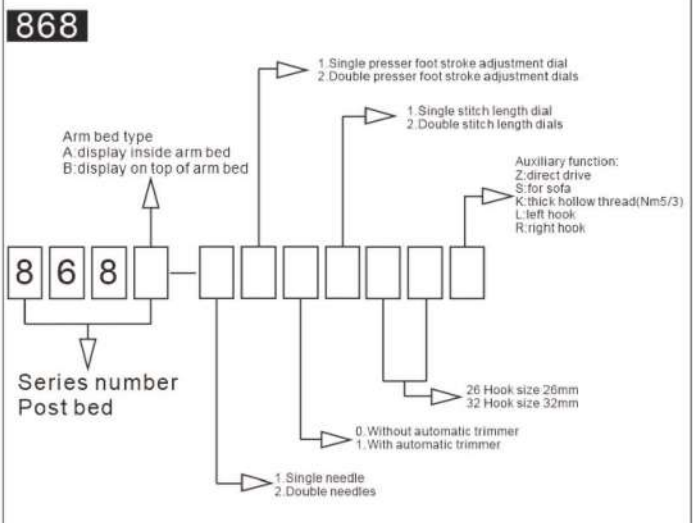 868
1.Single presser foot stroke adjustment dial
2.Double presser foot stroke adjustment dials
1.Single stitch length dial
2.Double stitch length dials
Arm bed type
A:display inside arm bed
B:display on top of arm bed
Auxiliary function:
Z:direct drive
S:for sofa
K:thick hollow thread(Nm5/3)
L:left hook
R:right hook
8 6 8 —
Series number
Post bed
26 Hook size 26mm
32 Hook size 32mm
0.Without automatic trimmer
1.With automatic trimmer
1.Single needle
2.Double needles